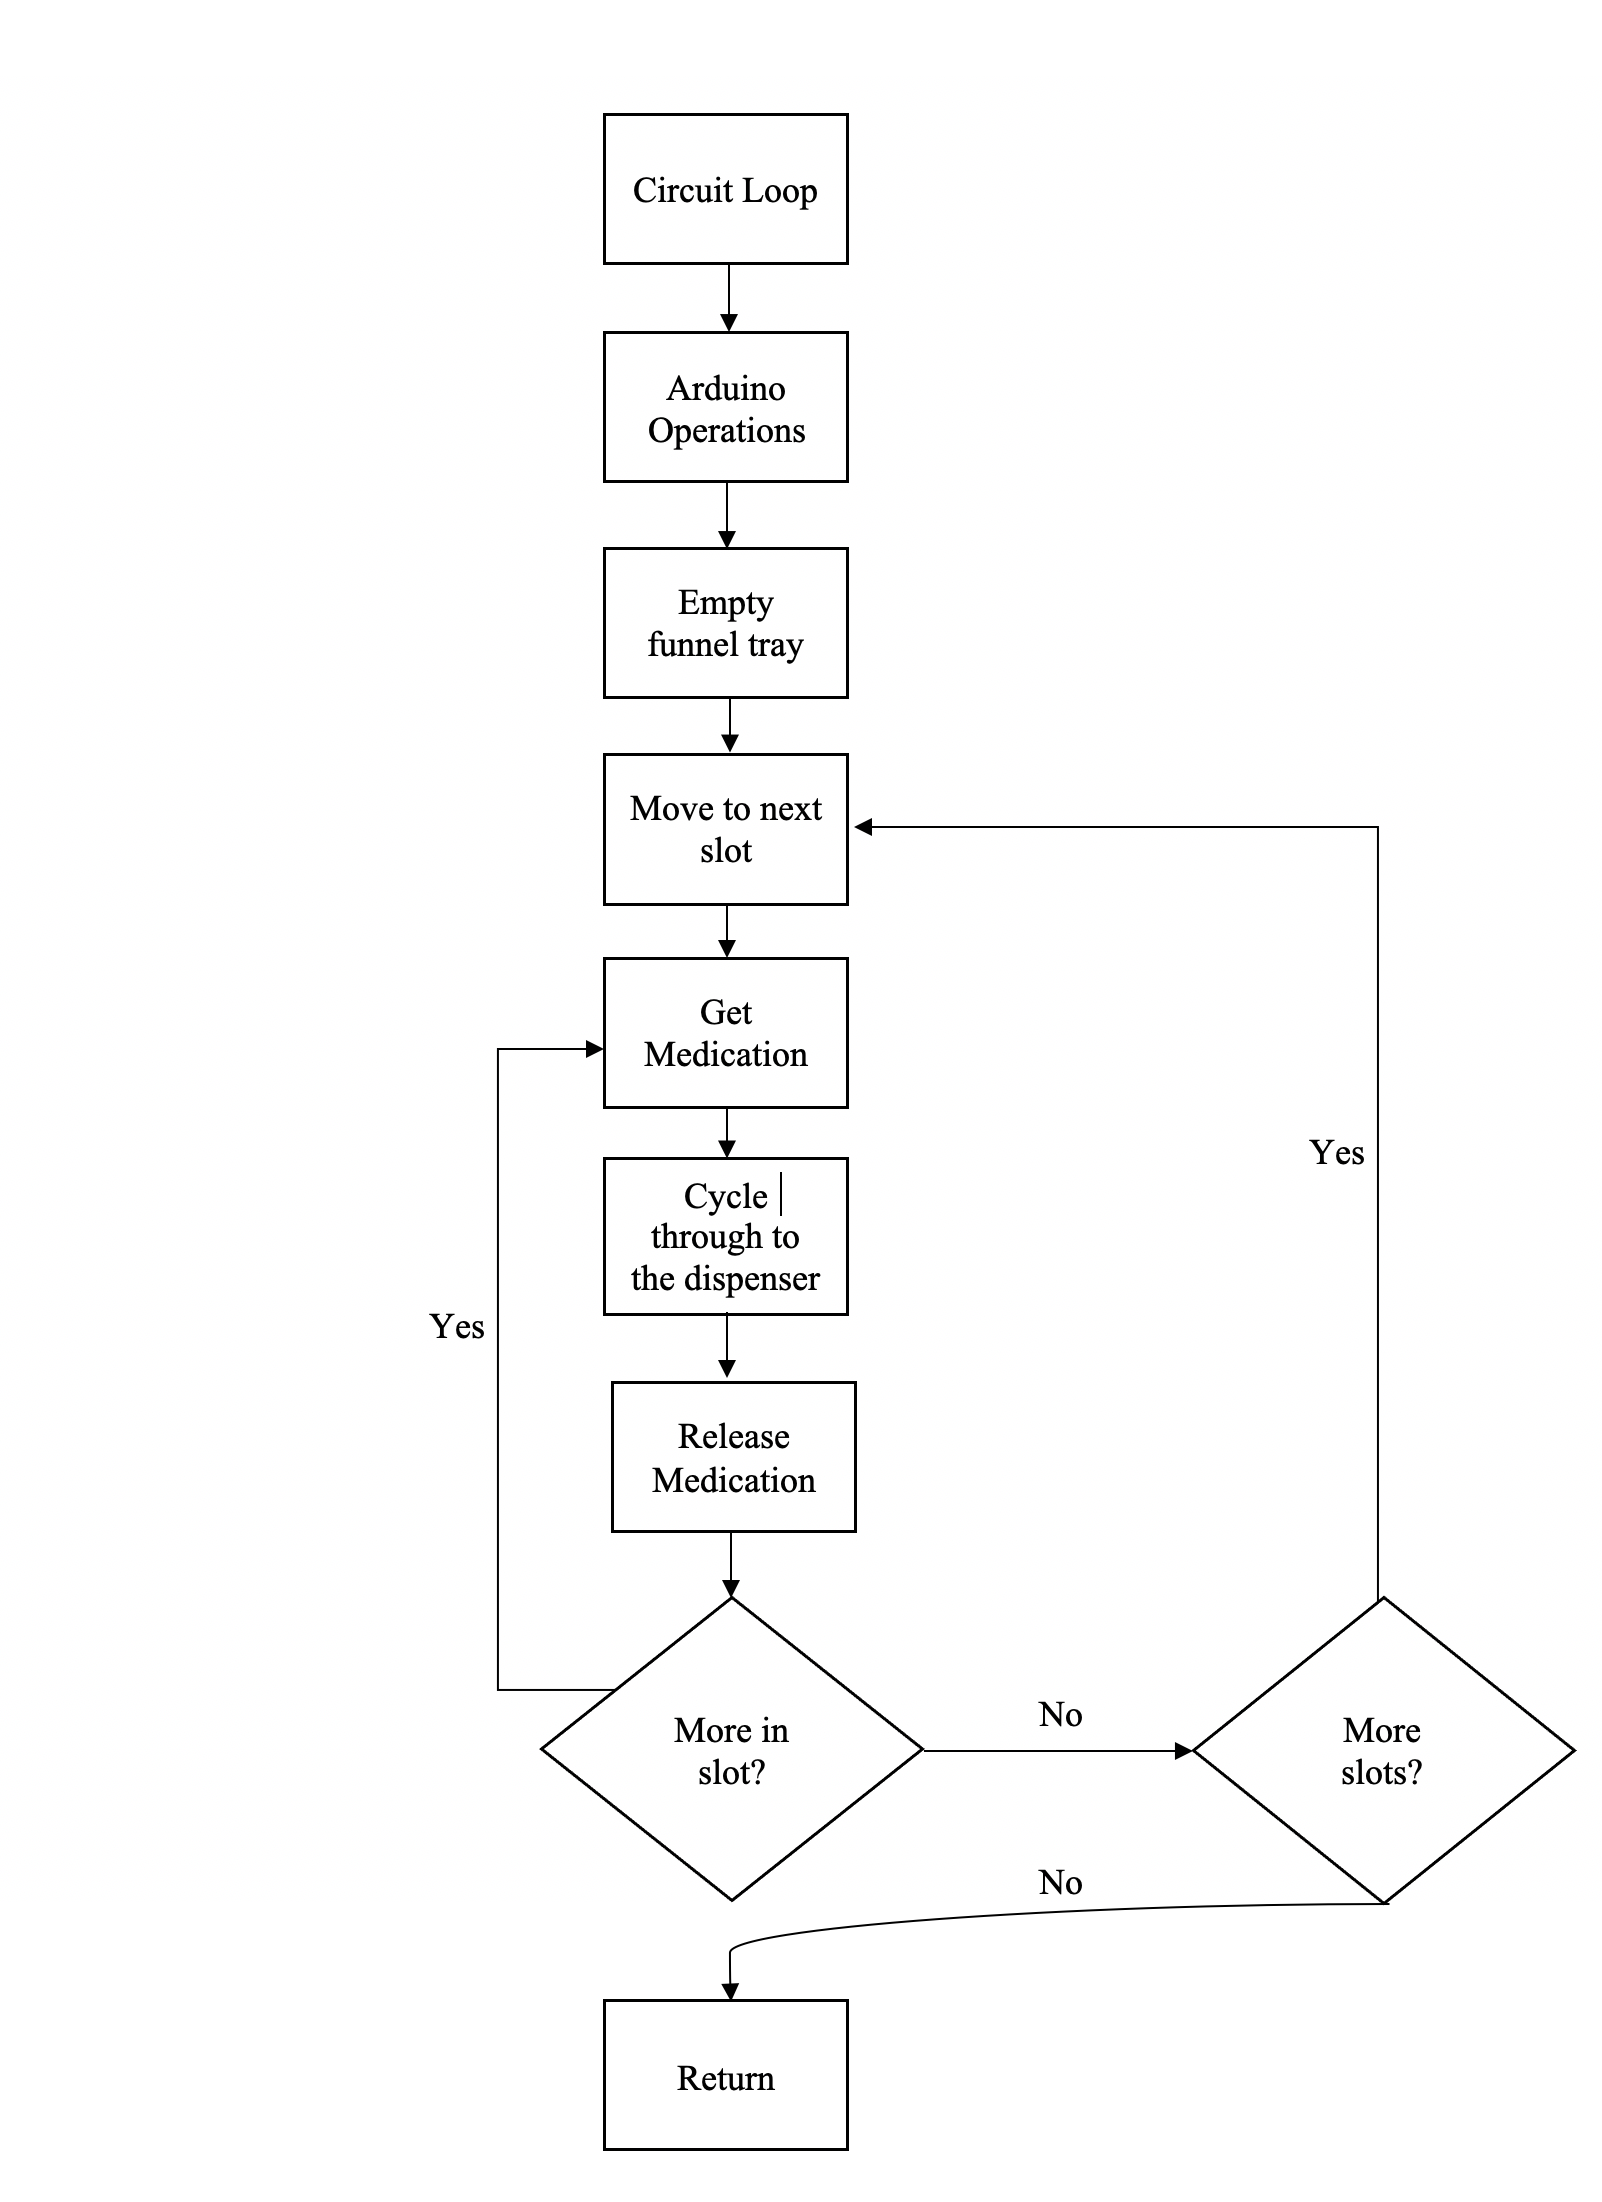 Circuit Loop
Arduino
Operations
Empty
funnel tray
Move to next
slot
Get
Medication
Yes
Cycle
through to
the dispenser
Yes
Release
Medication
More in
slot?
No
More
slots?
No
Return